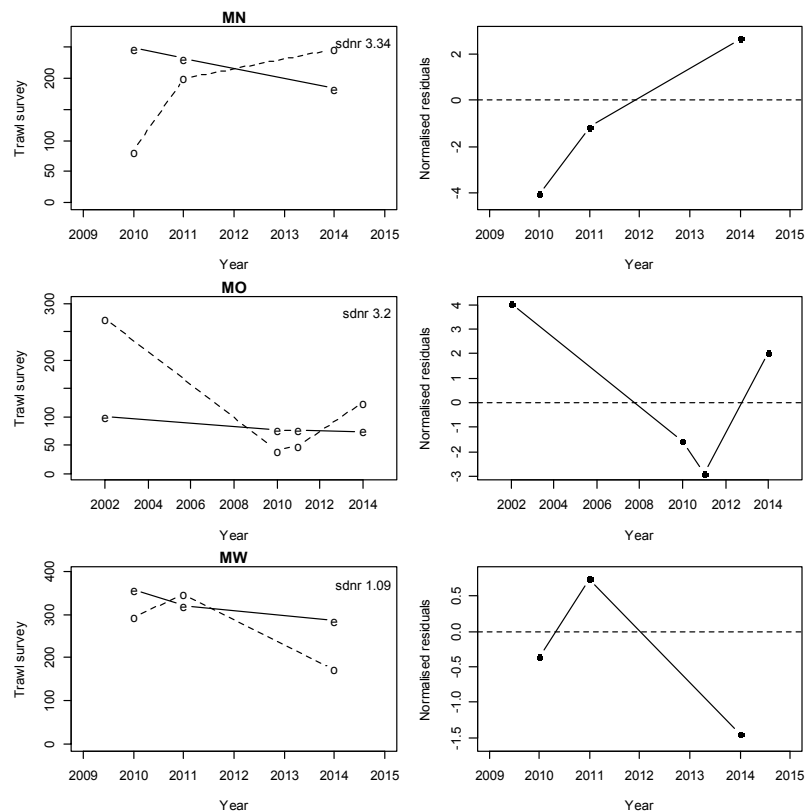 MN
sdnr 3.34
Trawl survey
0 50 100 200
2009 2010 2011 2012 2013 2014 2015
Year
Normalised residuals
-4 -2 0 2
2009 2010 2011 2012 2013 2014 2015
Year
MO
sdnr 3.2
Trawl survey
0 50 100 200 300
2002 2004 2006 2008 2010 2012 2014
Year
Normalised residuals
-3 -2 -1 0 1 2 3 4
2002 2004 2006 2008 2010 2012 2014
Year
MW
sdnr 1.09
Trawl survey
0 100 200 300 400
2009 2010 2011 2012 2013 2014 2015
Year
Normalised residuals
-1.5 -1.0 -0.5 0.0 0.5
2009 2010 2011 2012 2013 2014 2015
Year